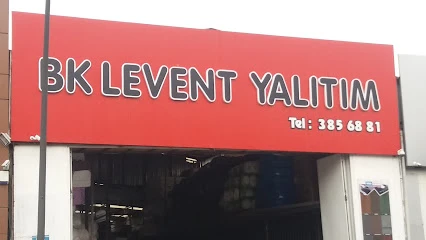 BK LEVENT YALITIM
Tel: 385 68 81